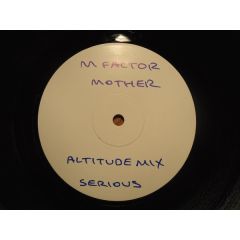 M FACTOR
MOTHER
ALTITUDE MIX
SERIOUS